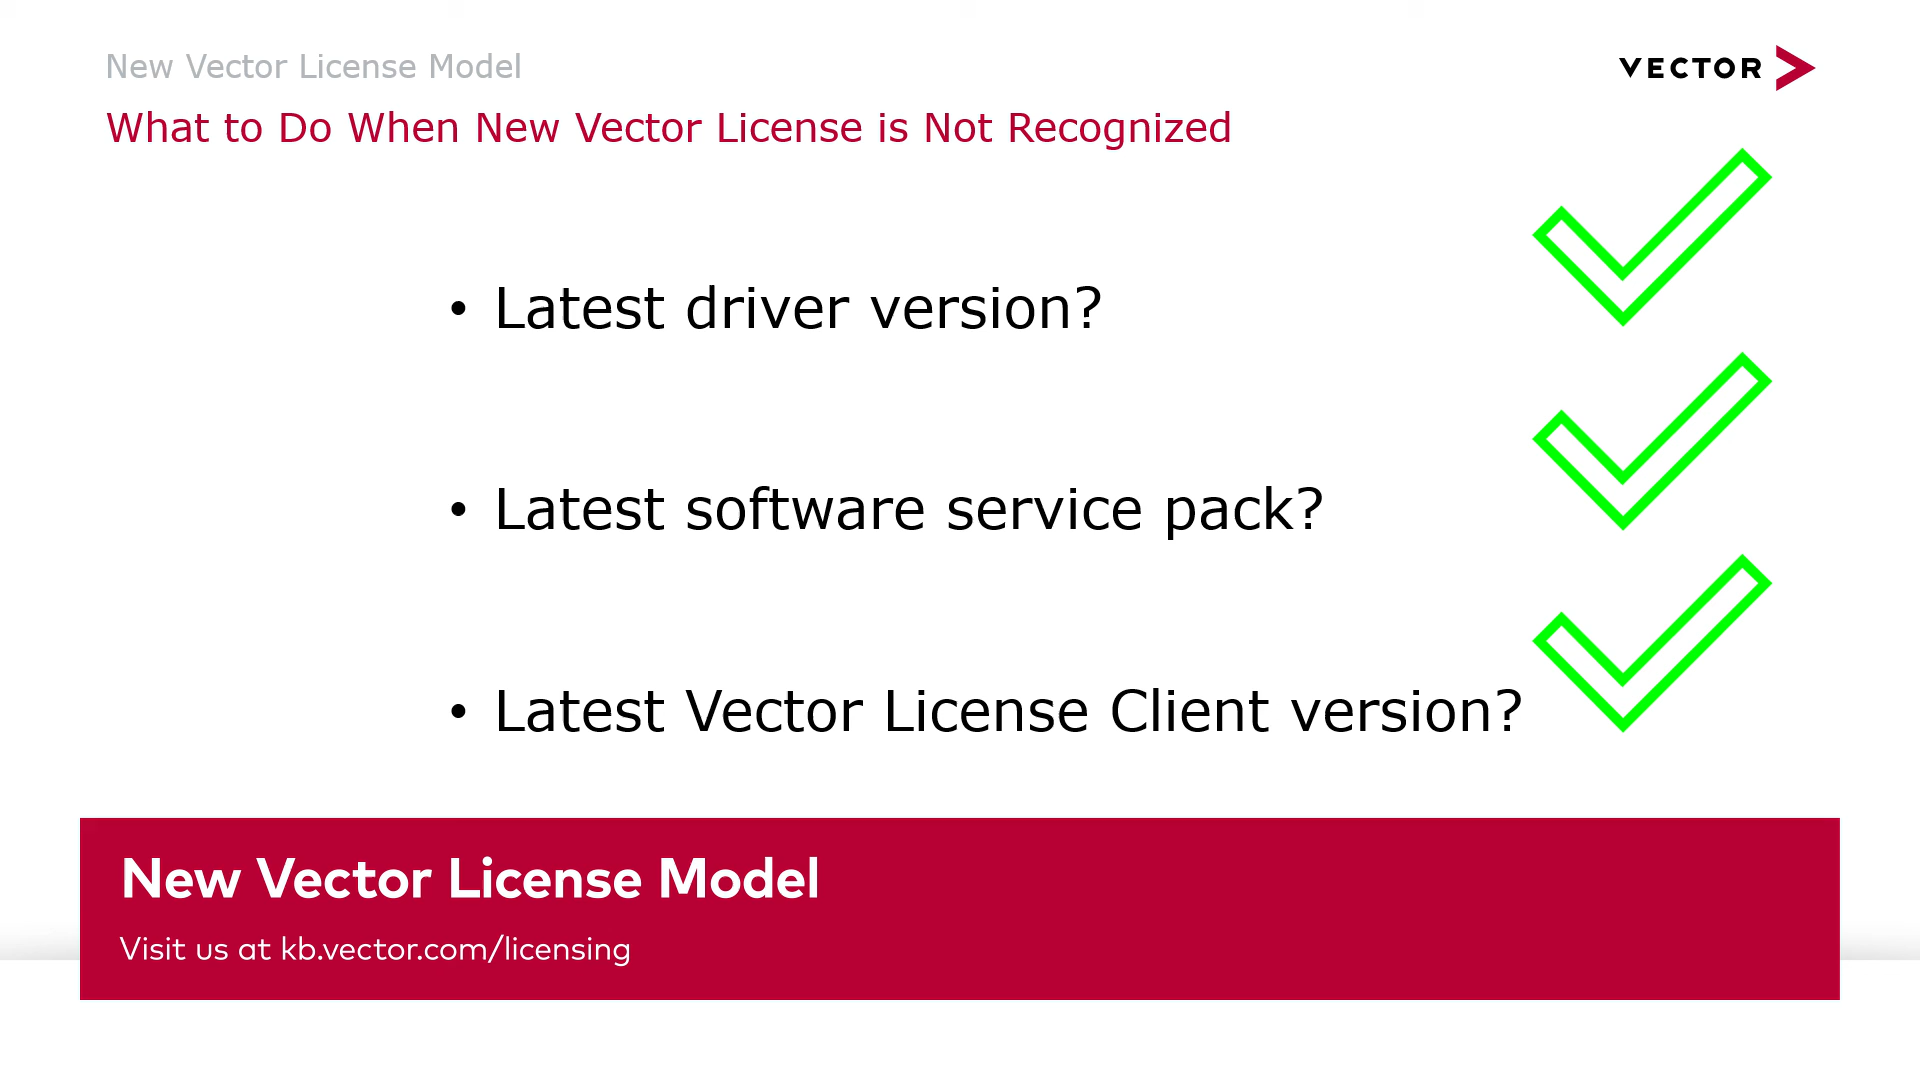 New Vector License Model
VECTOR
What to Do When New Vector License is Not Recognized
• Latest driver version?
• Latest software service pack?
• Latest Vector License Client version?
New Vector License Model
Visit us at kb.vector.com/licensing